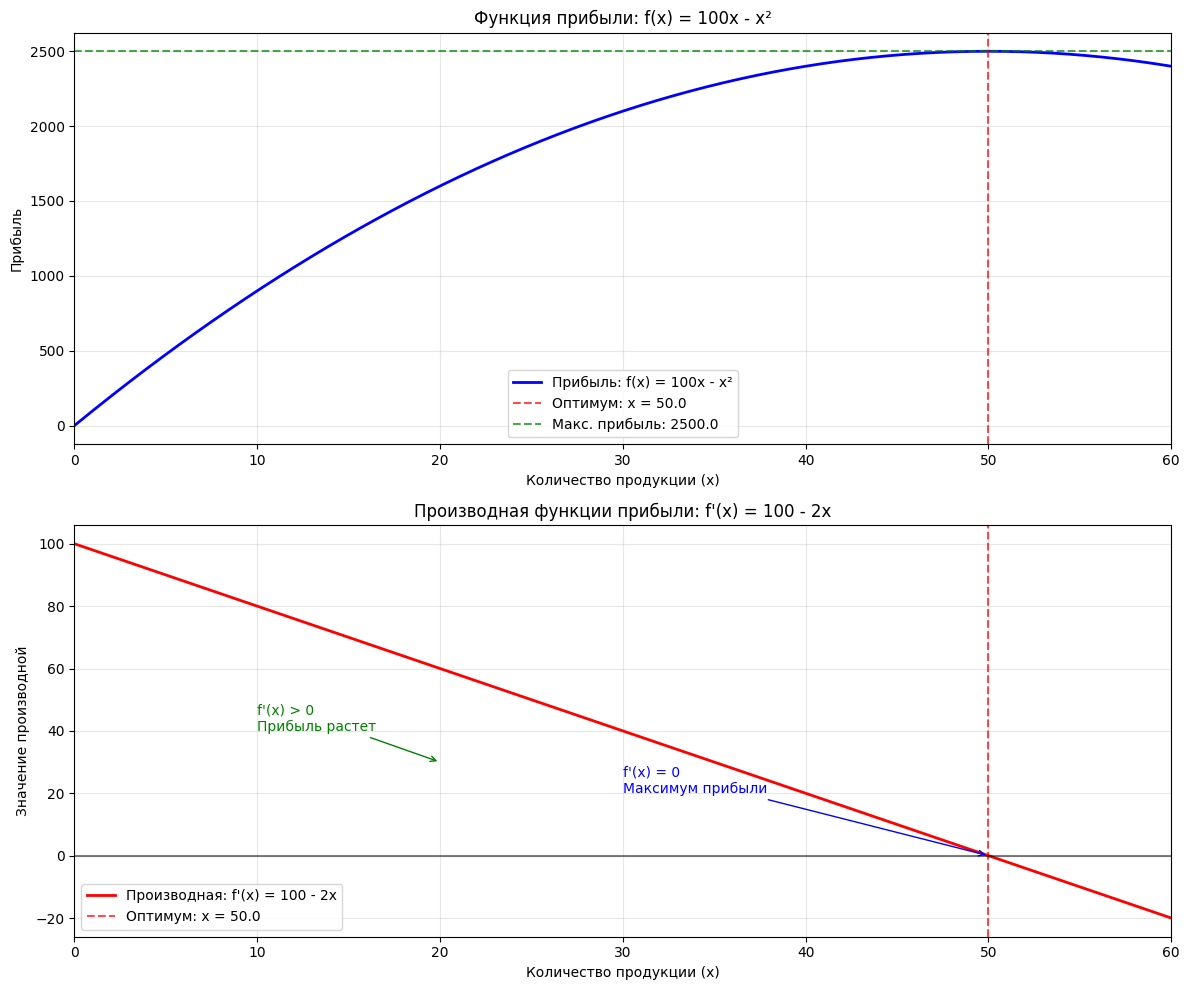 Функция прибыли: f(x) = 100x - x²
Прибыль
2500
2000
1500
1000
500
0
Прибыль: f(x) = 100x - x²
Оптимум: x = 50.0
Макс. прибыль: 2500.0
0 10 20 30 40 50 60
Количество продукции (x)
Производная функции прибыли: f'(x) = 100 - 2x
Значение производной
100
80
60
40
20
0
−20
f'(x) > 0
Прибыль растет
f'(x) = 0
Максимум прибыли
Производная: f'(x) = 100 - 2x
Оптимум: x = 50.0
0 10 20 30 40 50 60
Количество продукции (x)